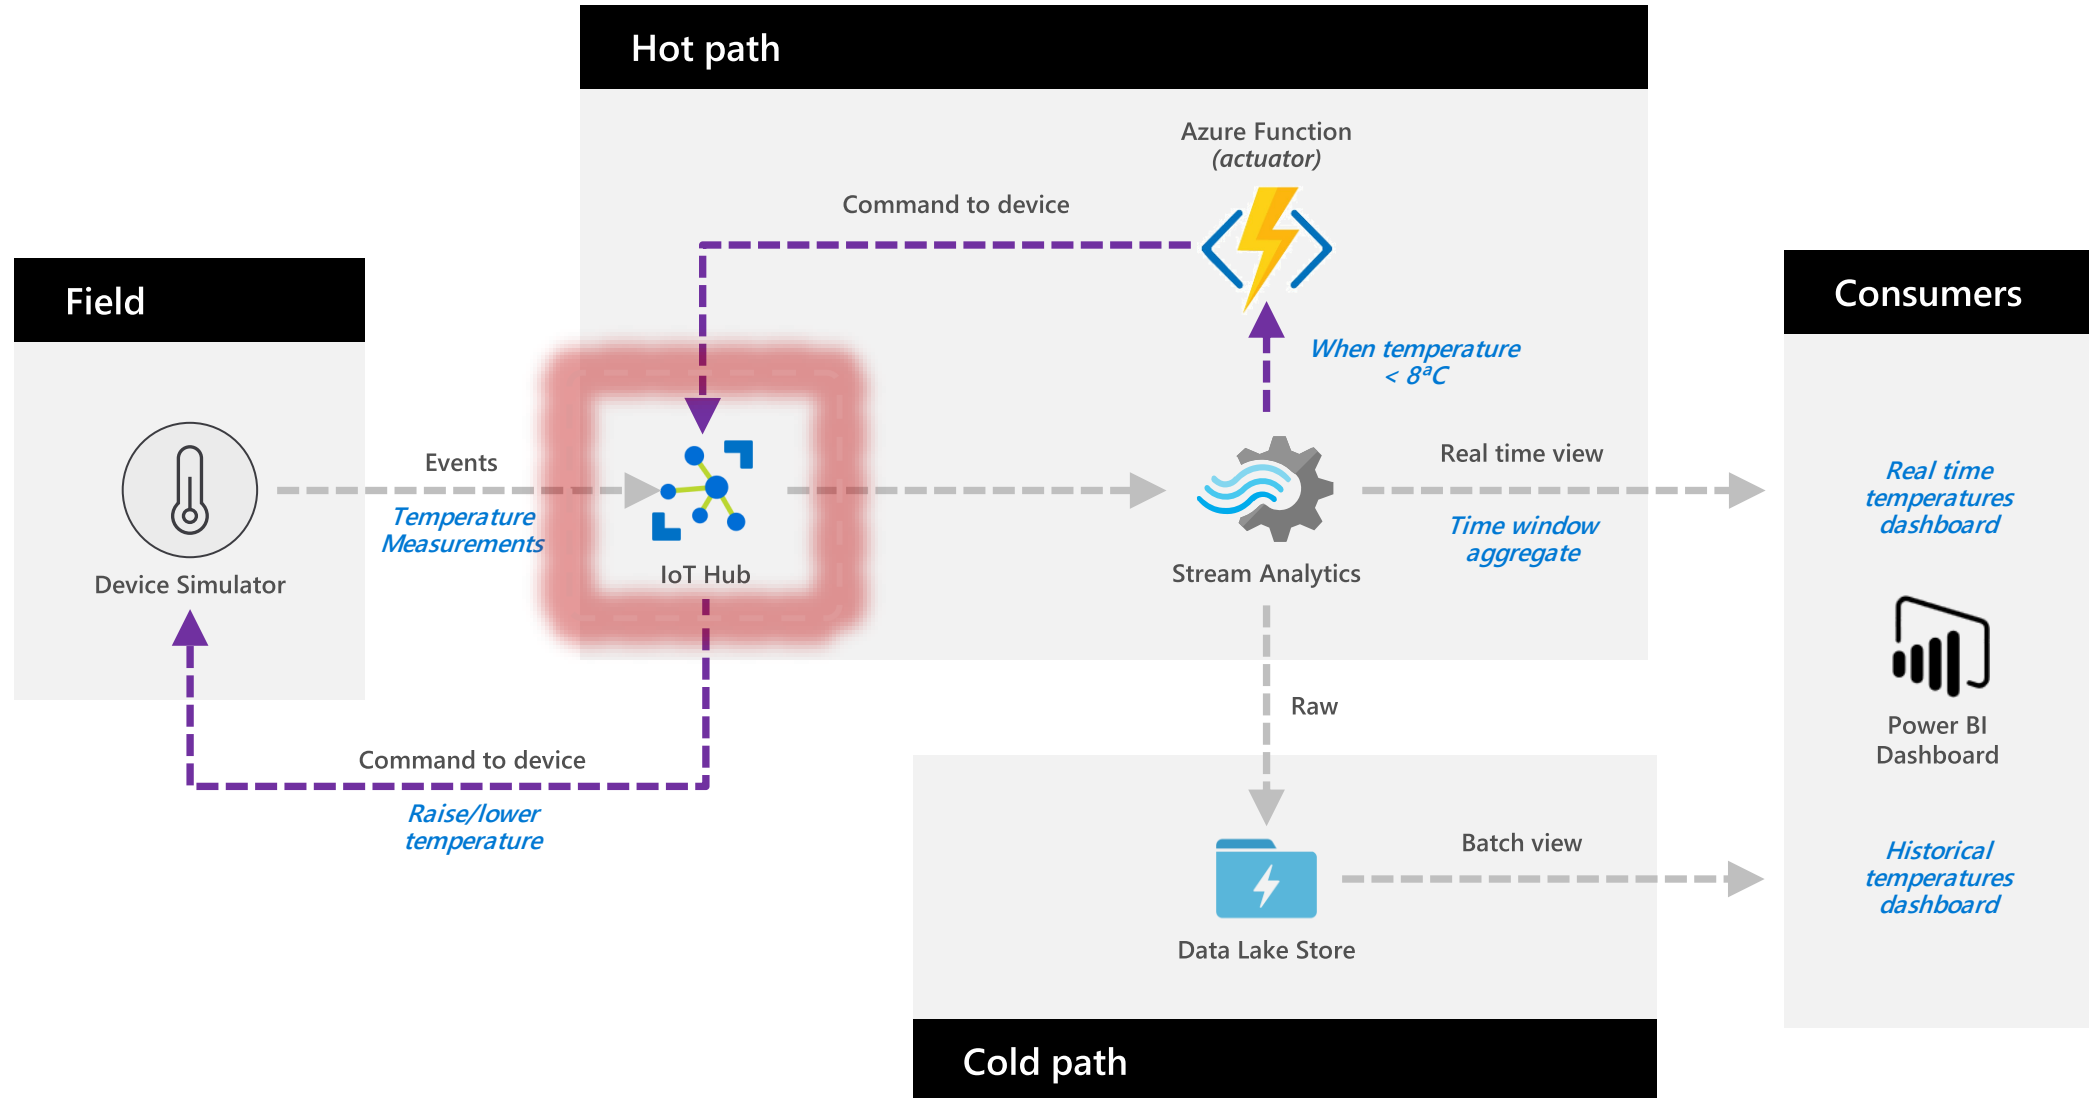 Hot path
Azure Function
(actuator)
Command to device
Field
Consumers
When temperature
< 8ªC
Events
Temperature
Measurements
Real time view
Time window
aggregate
Real time
temperatures
dashboard
Device Simulator
IoT Hub
Stream Analytics
Raw
Power BI
Dashboard
Command to device
Raise/lower
temperature
Batch view
Historical
temperatures
dashboard
Data Lake Store
Cold path